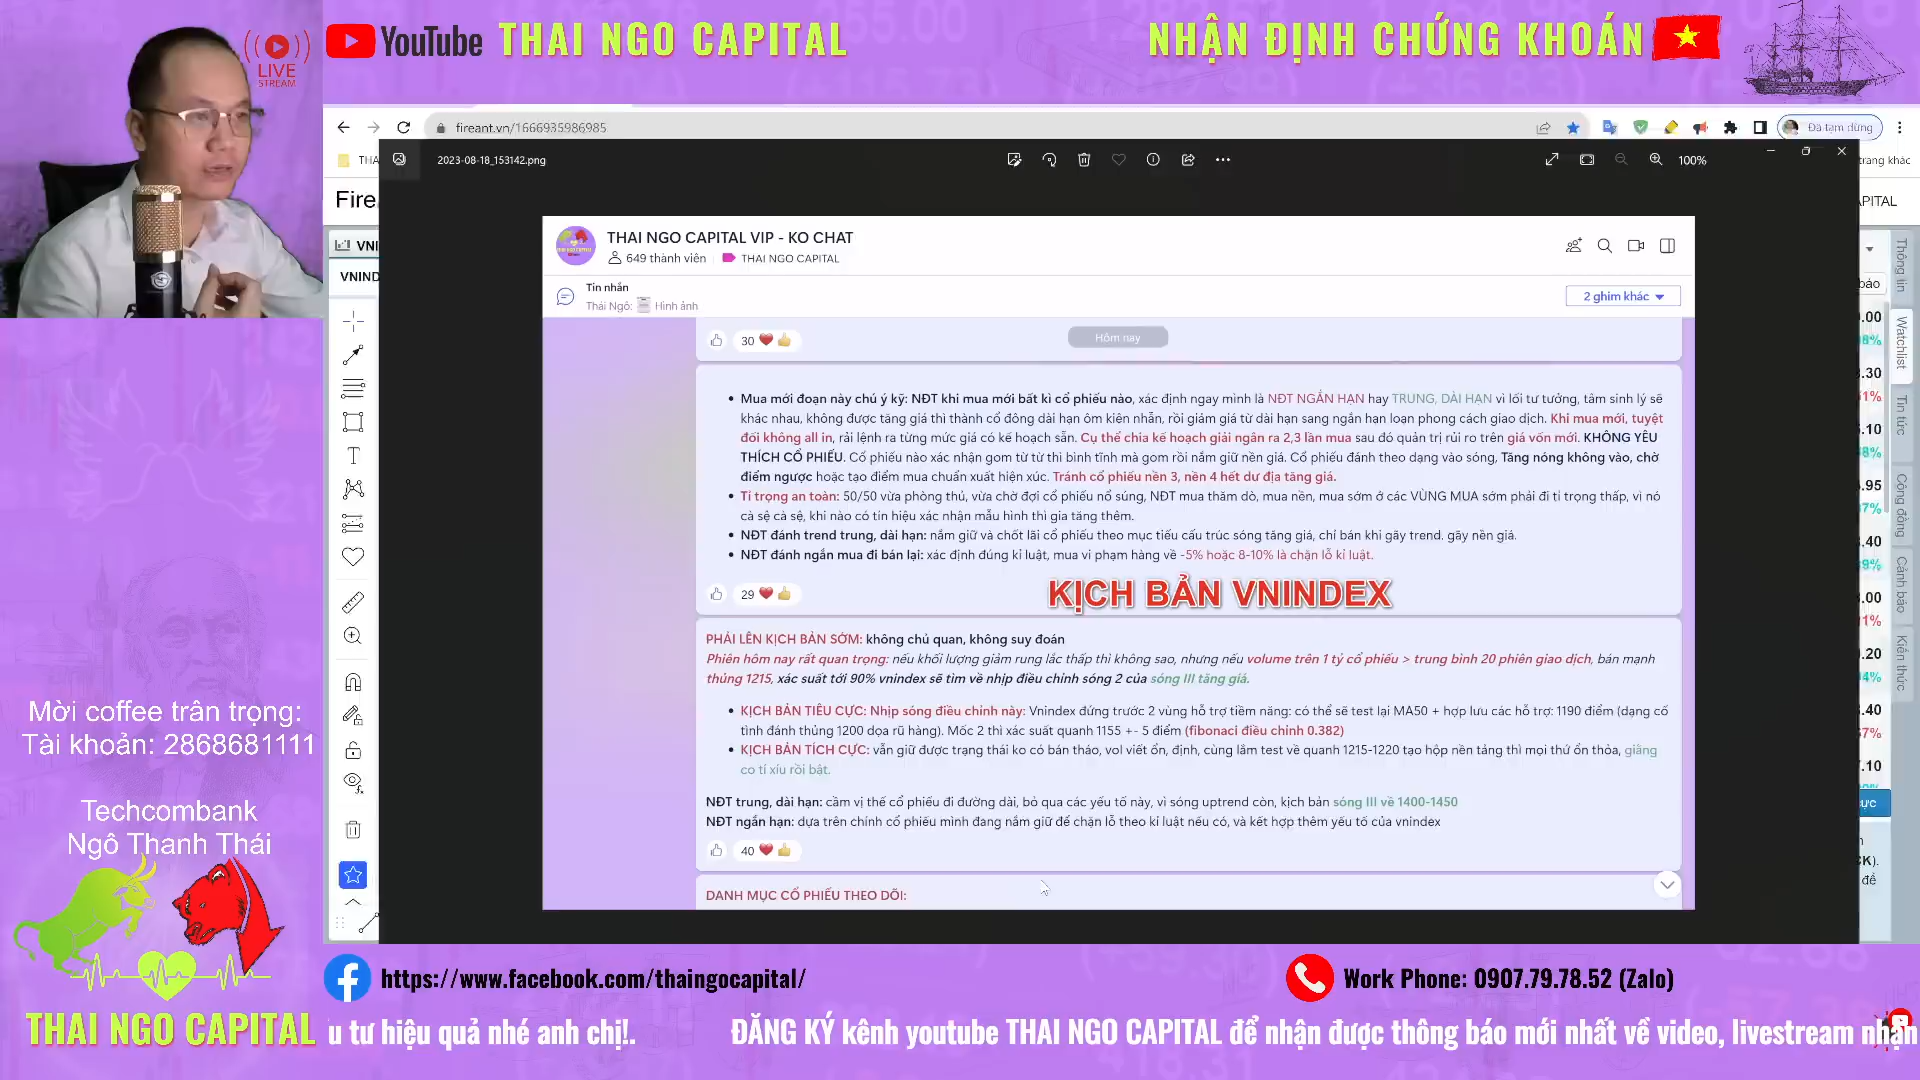 LIVE
STREAM
YouTube THAI NGO CAPITAL
NHẬN ĐỊNH CHỨNG KHOÁN
fireant.vn/1666935986985
Đã tạm dừng
THA
2023-08-18_153142.png
100%
trang khác
Fire
PITAL
VNI
VNIND
THAI NGO CAPITAL VIP - KO CHAT
649 thành viên
THAI NGO CAPITAL
Tin nhắn
Thái Ngô: Hình ảnh
2 ghim khác
30
Hôm nay
• Mua mới đoạn này chú ý kỹ: NĐT khi mua mới bất kì cổ phiếu nào, xác định ngay mình là NĐT NGẮN HẠN hay TRUNG, DÀI HẠN vì lối tư tưởng, tâm sinh lý sẽ
khác nhau, không được tăng giá thì thành cổ đông dài hạn ôm kiên nhẫn, rồi giảm giá từ dài hạn sang ngắn hạn loạn phong cách giao dịch. Khi mua mới, tuyệt
đối không all in, rải lệnh ra từng mức giá có kế hoạch sẵn. Cụ thể chia kế hoạch giải ngân ra 2,3 lần mua sau đó quản trị rủi ro trên giá vốn mới. KHÔNG YÊU
THÍCH CỔ PHIẾU. Cổ phiếu nào xác nhận gom từ từ thì bình tĩnh mà gom rồi nắm giữ nền giá. Cổ phiếu đánh theo dạng vào sóng, Tăng nóng không vào, chờ
điểm ngược hoặc tạo điểm mua chuẩn xuất hiện xúc. Tránh cổ phiếu nền 3, nền 4 hết dư địa tăng giá.
• Tỉ trọng an toàn: 50/50 vừa phòng thủ, vừa chờ đợi cổ phiếu nổ súng, NĐT mua thăm dò, mua nền, mua sớm ở các VÙNG MUA sớm phải đi tỉ trọng thấp, vì nó
cà sệ cà sệ, khi nào có tín hiệu xác nhận mẫu hình thì gia tăng thêm.
• NĐT đánh trend trung, dài hạn: nắm giữ và chốt lãi cổ phiếu theo mục tiêu cấu trúc sóng tăng giá, chỉ bán khi gãy trend. gãy nền giá.
• NĐT đánh ngắn mua đi bán lại: xác định đúng kỉ luật, mua vi phạm hàng về -5% hoặc 8-10% là chặn lỗ kỉ luật.
29
KỊCH BẢN VNINDEX
PHẢI LÊN KỊCH BẢN SỚM: không chủ quan, không suy đoán
Phiên hôm nay rất quan trọng: nếu khối lượng giảm rung lắc thấp thì không sao, nhưng nếu volume trên 1 tỷ cổ phiếu > trung bình 20 phiên giao dịch, bán mạnh
thủng 1215, xác suất tới 90% vnindex sẽ tìm về nhịp điều chỉnh sóng 2 của sóng III tăng giá.
• KỊCH BẢN TIÊU CỰC: Nhịp sóng điều chỉnh này: Vnindex đứng trước 2 vùng hỗ trợ tiềm năng: có thể sẽ test lại MA50 + hợp lưu các hỗ trợ: 1190 điểm (dạng cố
tình đánh thủng 1200 dọa rũ hàng). Mốc 2 thì xác suất quanh 1155 +- 5 điểm (fibonaci điều chỉnh 0.382)
• KỊCH BẢN TÍCH CỰC: vẫn giữ được trạng thái ko có bán tháo, vol viết ổn, định, cùng lắm test về quanh 1215-1220 tạo hộp nền tảng thì mọi thứ ổn thỏa, giằng
co tí xíu rồi bật.
NĐT trung, dài hạn: cầm vị thế cổ phiếu đi đường dài, bỏ qua các yếu tố này, vì sóng uptrend còn, kịch bản sóng III về 1400-1450
NĐT ngắn hạn: dựa trên chính cổ phiếu mình đang nắm giữ để chặn lỗ theo kỉ luật nếu có, và kết hợp thêm yếu tố của vnindex
40
DANH MỤC CỔ PHIẾU THEO DÕI:
Thông tin
Watchlist
Tin tức
Cộng đồng
Cảnh báo
Kiến thức
Mời coffee trân trọng:
Tài khoản: 2868681111
Techcombank
Ngô Thanh Thái
THAI NGO CAPITAL
https://www.facebook.com/thaingocapital/
Work Phone: 0907.79.78.52 (Zalo)
u tư hiệu quả nhé anh chị!.
ĐĂNG KÝ kênh youtube THAI NGO CAPITAL để nhận được thông báo mới nhất về video, livestream nhận